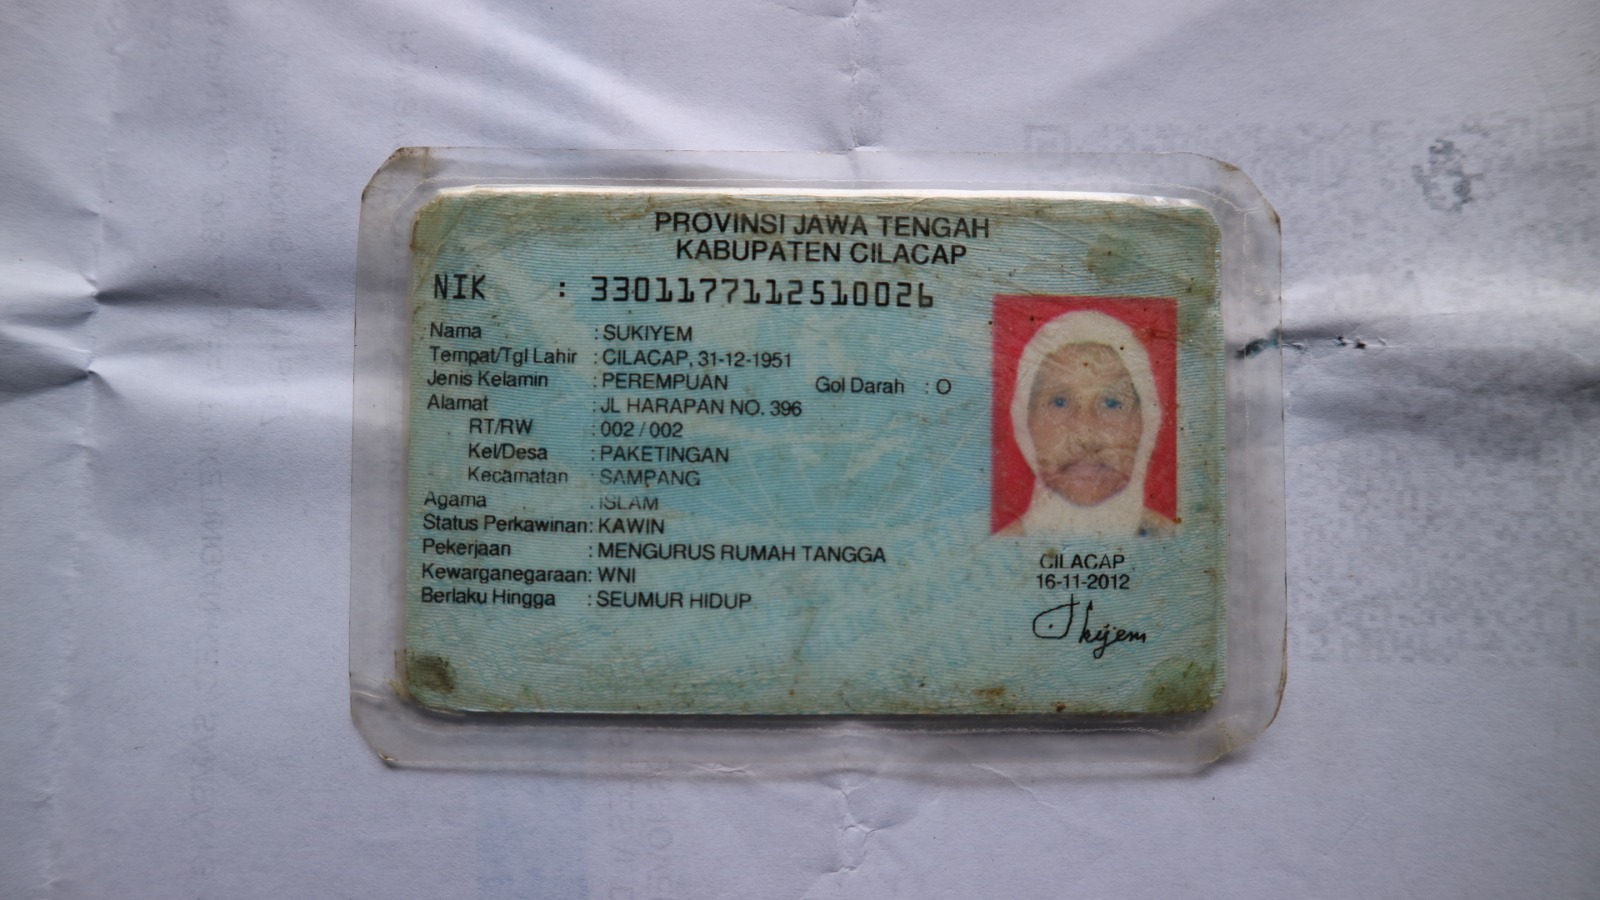 PROVINSI JAWA TENGAH
KABUPATEN CILACAP
NIK : 3301177112510026
Nama : SUKIYEM
Tempat/Tgl Lahir : CILACAP, 31-12-1951
Jenis Kelamin : PEREMPUAN Gol Darah : O
Alamat : JL HARAPAN NO. 396
RT/RW : 002 / 002
Kel/Desa : PAKETINGAN
Kecamatan : SAMPANG
Agama : ISLAM
Status Perkawinan: KAWIN
Pekerjaan : MENGURUS RUMAH TANGGA
Kewarganegaraan: WNI
Berlaku Hingga : SEUMUR HIDUP
CILACAP
16-11-2012